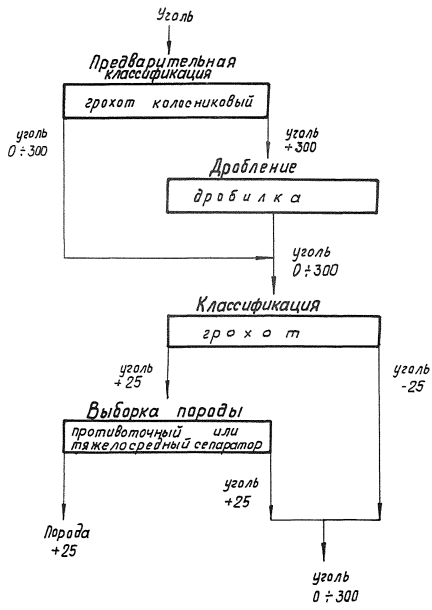 Уголь
Предварительная
классификация
грохот колосниковый
уголь
0÷300
уголь
+300
Дробление
дробилка
уголь
0÷300
Классификация
грохот
уголь
+25
уголь
-25
Выборка породы
противоточный или
тяжелосредный сепаратор
уголь
+25
Порода
+25
уголь
0÷300